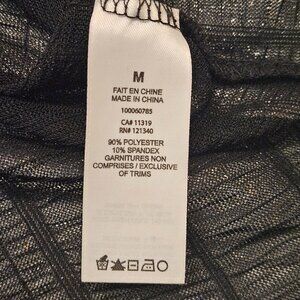 M
FAIT EN CHINE
MADE IN CHINA
100060785
CA# 11319
RN# 121340
90% POLYESTER
10% SPANDEX
GARNITURES NON
COMPRISES / EXCLUSIVE
OF TRIMS